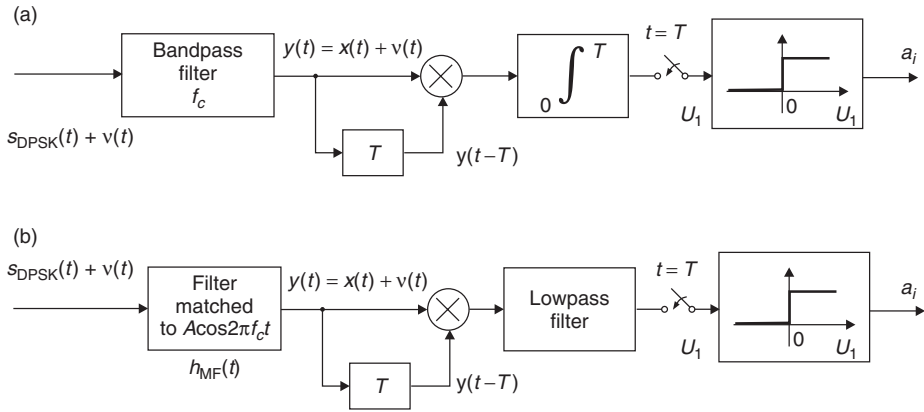 (a)
Bandpass
filter
f_c
y(t) = x(t) + ν(t)
s_DPSK(t) + ν(t)
T
y(t−T)
0 ∫ T
t = T
U_1
0
U_1
a_i
(b)
s_DPSK(t) + ν(t)
Filter
matched
to Acos2πf_ct
h_MF(t)
y(t) = x(t) + ν(t)
T
y(t−T)
Lowpass
filter
t = T
U_1
0
U_1
a_i